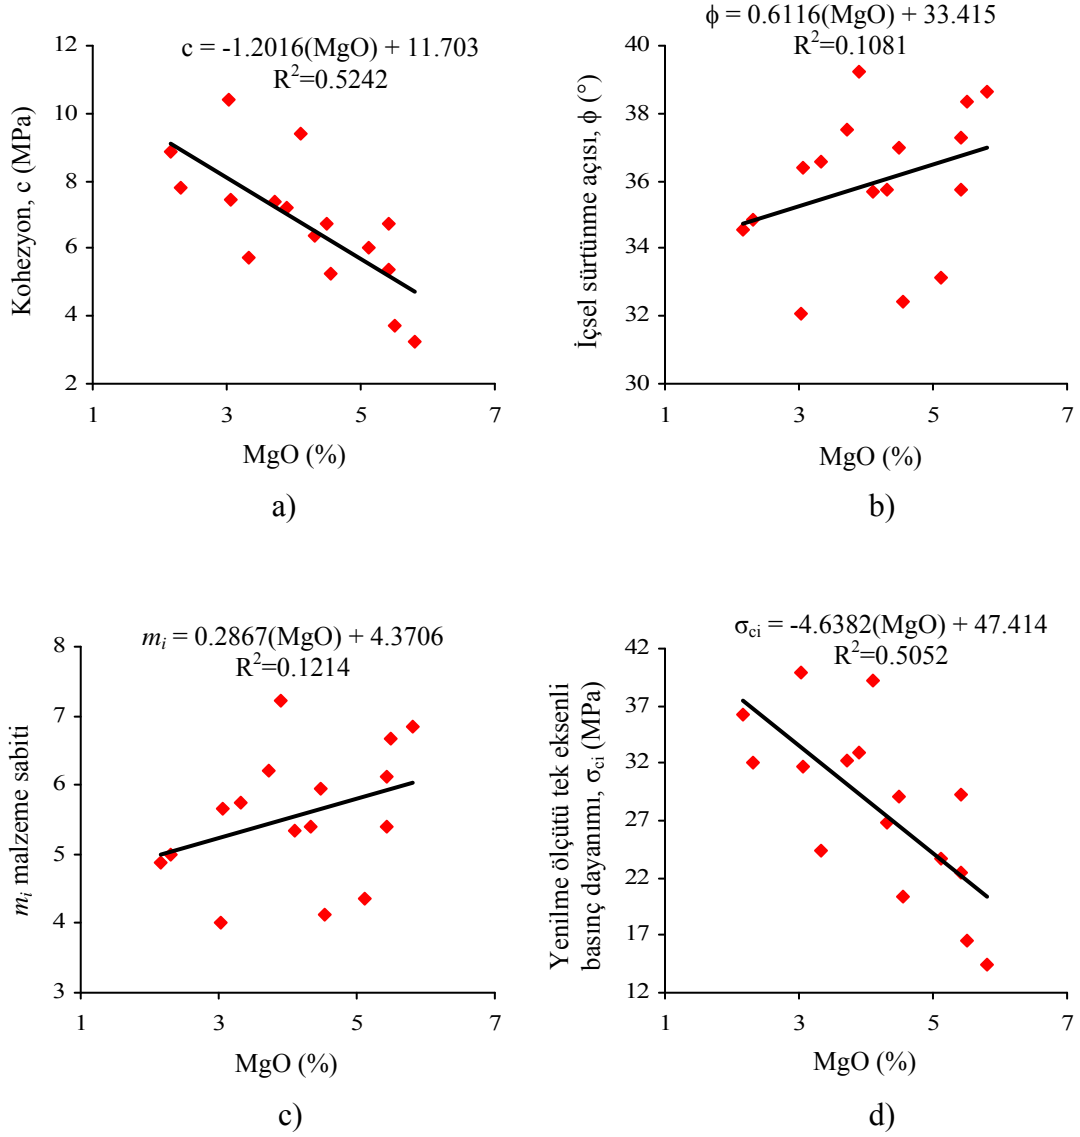 c = -1.2016(MgO) + 11.703
R²=0.5242
12
10
8
6
4
2
1 3 5 7
Kohezyon, c (MPa)
MgO (%)
a)
ϕ = 0.6116(MgO) + 33.415
R²=0.1081
40
38
36
34
32
30
1 3 5 7
İçsel sürtünme açısı, ϕ (°)
MgO (%)
b)
mᵢ = 0.2867(MgO) + 4.3706
R²=0.1214
8
7
6
5
4
3
1 3 5 7
mᵢ malzeme sabiti
MgO (%)
c)
σci = -4.6382(MgO) + 47.414
R²=0.5052
42
37
32
27
22
17
12
1 3 5 7
Yenilme ölçütü tek eksenli
basınç dayanımı, σci (MPa)
MgO (%)
d)